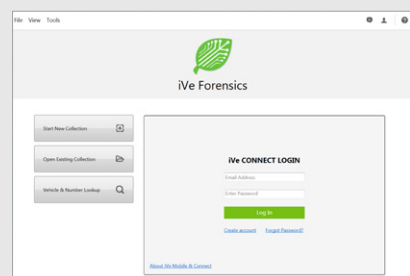 File View Tools
iVe Forensics
Start New Collection
Open Existing Collection
Vehicle & Number Lookup
iVe CONNECT LOGIN
Email Address
Enter Password
Log In
Create account Forgot Password?
About iVe Mobile & Connect